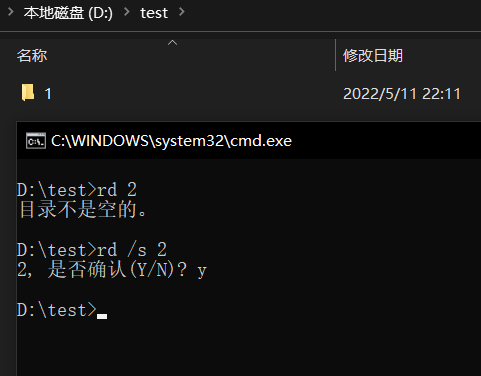 本地磁盘 (D:) test
名称 修改日期
1 2022/5/11 22:11
C:\WINDOWS\system32\cmd.exe
D:\test>rd 2
目录不是空的。
D:\test>rd /s 2
2, 是否确认(Y/N)? y
D:\test>